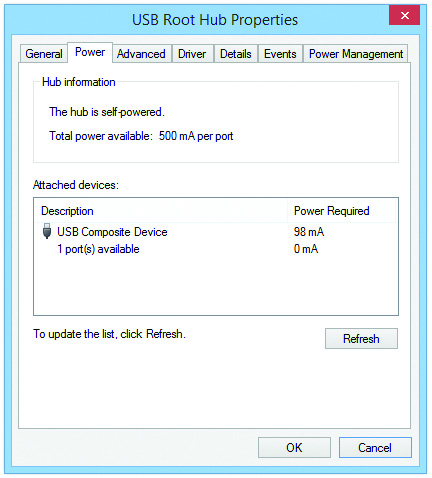 USB Root Hub Properties
General Power Advanced Driver Details Events Power Management
Hub information
The hub is self-powered.
Total power available: 500 mA per port
Attached devices:
Description Power Required
USB Composite Device 98 mA
1 port(s) available 0 mA
To update the list, click Refresh.
Refresh
OK Cancel